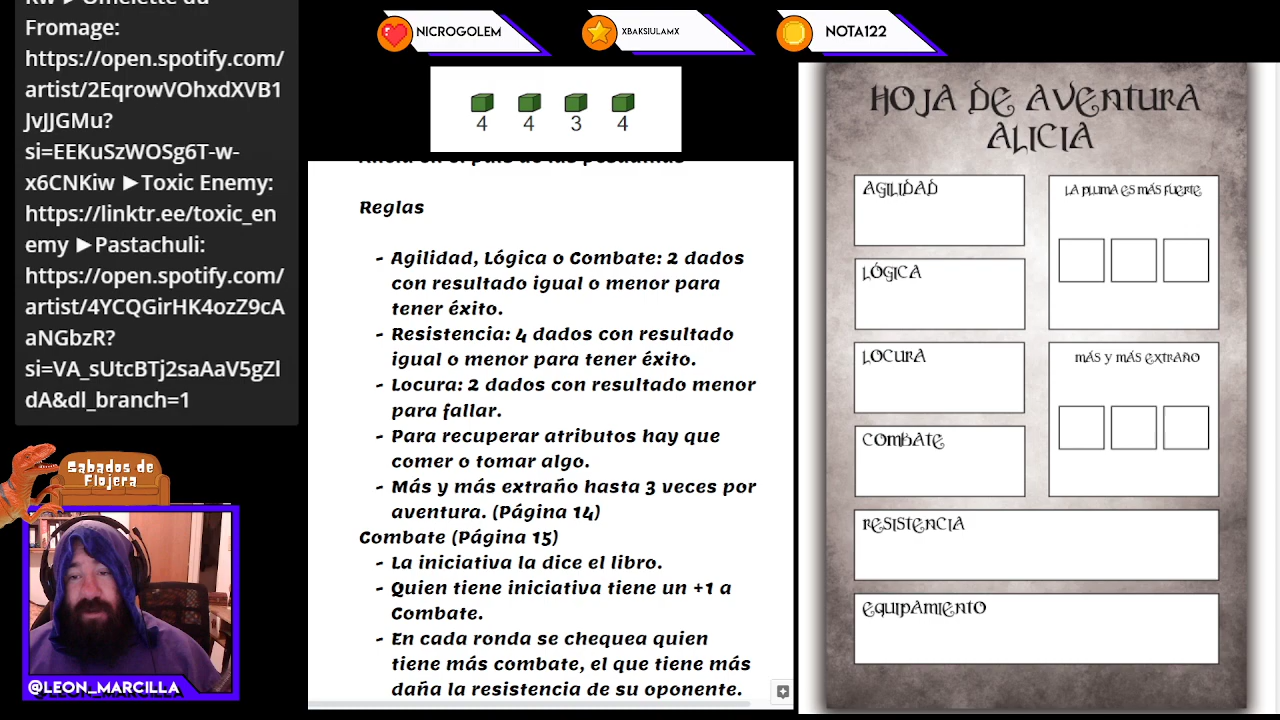 Fromage:
https://open.spotify.com/
artist/2EqrowVOhxdXVB1
JvJJGMu?
si=EEKuSzWOSg6T-w-
x6CNKiw ►Toxic Enemy:
https://linktr.ee/toxic_en
emy ►Pastachuli:
https://open.spotify.com/
artist/4YCQGirHK4ozZ9cA
aNGbzR?
si=VA_sUtcBTj2saAaV5gZl
dA&dl_branch=1
Sabados de
Flojera
@LEON_MARCILLA
NICROGOLEM
XBAKSIULAMX
NOTA122
4 4 3 4
Reglas
- Agilidad, Lógica o Combate: 2 dados
con resultado igual o menor para
tener éxito.
- Resistencia: 4 dados con resultado
igual o menor para tener éxito.
- Locura: 2 dados con resultado menor
para fallar.
- Para recuperar atributos hay que
comer o tomar algo.
- Más y más extraño hasta 3 veces por
aventura. (Página 14)
Combate (Página 15)
- La iniciativa la dice el libro.
- Quien tiene iniciativa tiene un +1 a
Combate.
- En cada ronda se chequea quien
tiene más combate, el que tiene más
daña la resistencia de su oponente.
HOJA DE AVENTURA
ALICIA
AGILIDAD
LÓGICA
LOCURA
COMBATE
LA PLUMA ES MÁS FUERTE
MÁS Y MÁS EXTRAÑO
RESISTENCIA
EQUIPAMIENTO